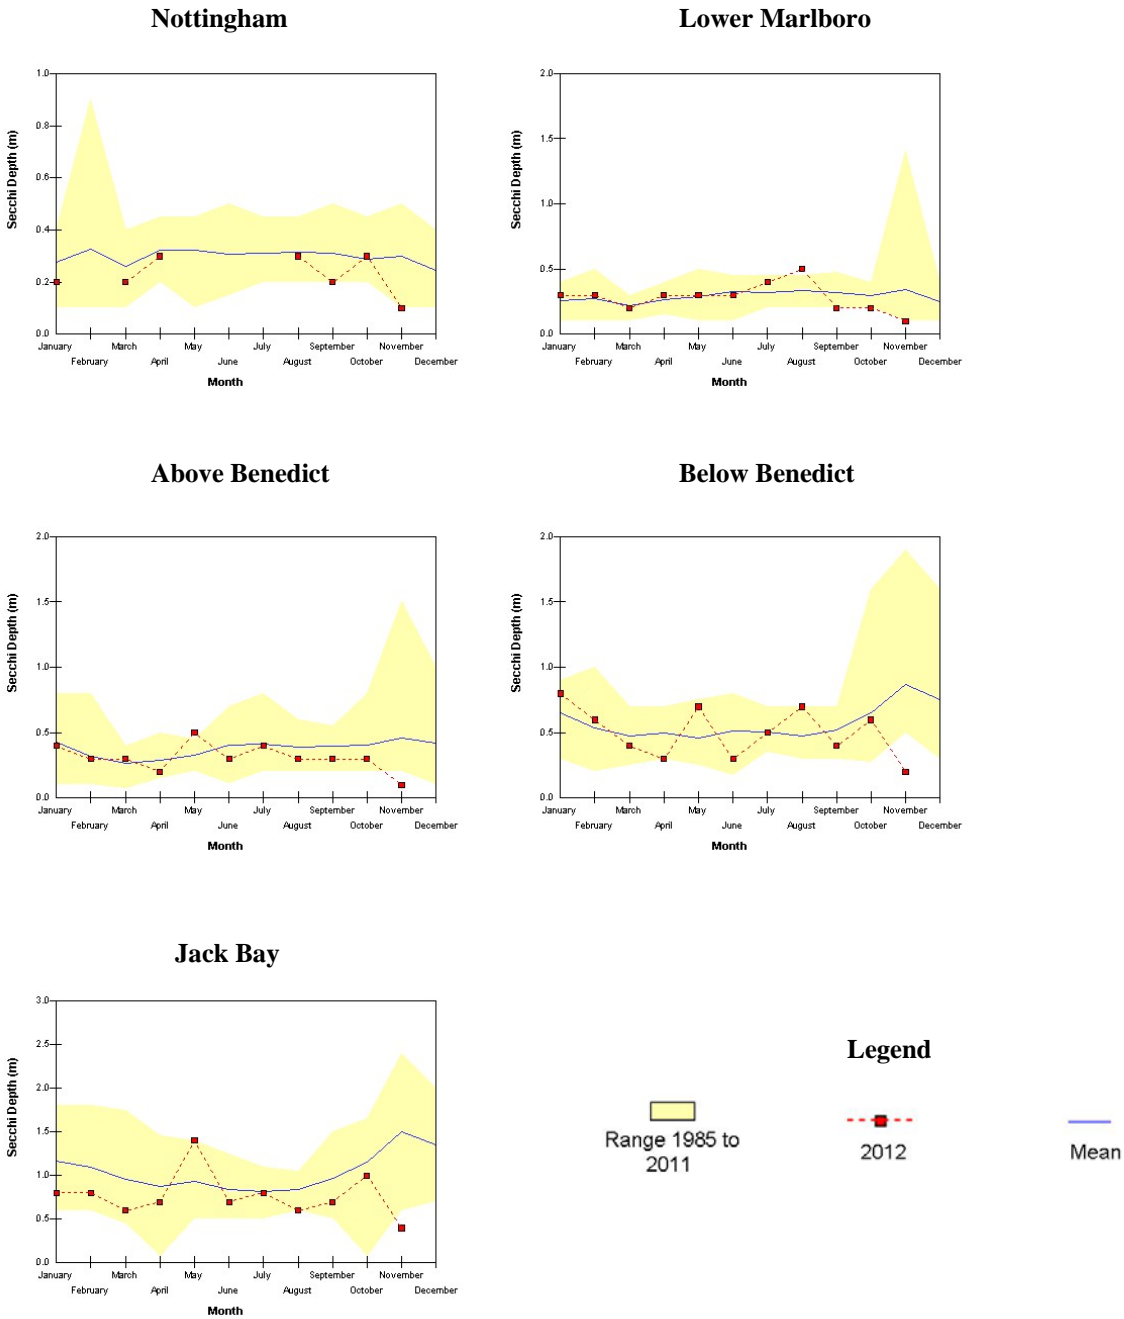 Nottingham
Lower Marlboro
Secchi Depth (m)
1.0
0.8
0.6
0.4
0.2
0.0
January
February
March
April
May
June
July
August
September
October
November
December
Month
Secchi Depth (m)
2.0
1.5
1.0
0.5
0.0
January
February
March
April
May
June
July
August
September
October
November
December
Month
Above Benedict
Below Benedict
Secchi Depth (m)
2.0
1.5
1.0
0.5
0.0
January
February
March
April
May
June
July
August
September
October
November
December
Month
Secchi Depth (m)
2.0
1.5
1.0
0.5
0.0
January
February
March
April
May
June
July
August
September
October
November
December
Month
Jack Bay
Secchi Depth (m)
3.0
2.5
2.0
1.5
1.0
0.5
0.0
January
February
March
April
May
June
July
August
September
October
November
December
Month
Legend
Range 1985 to
2011
2012
Mean